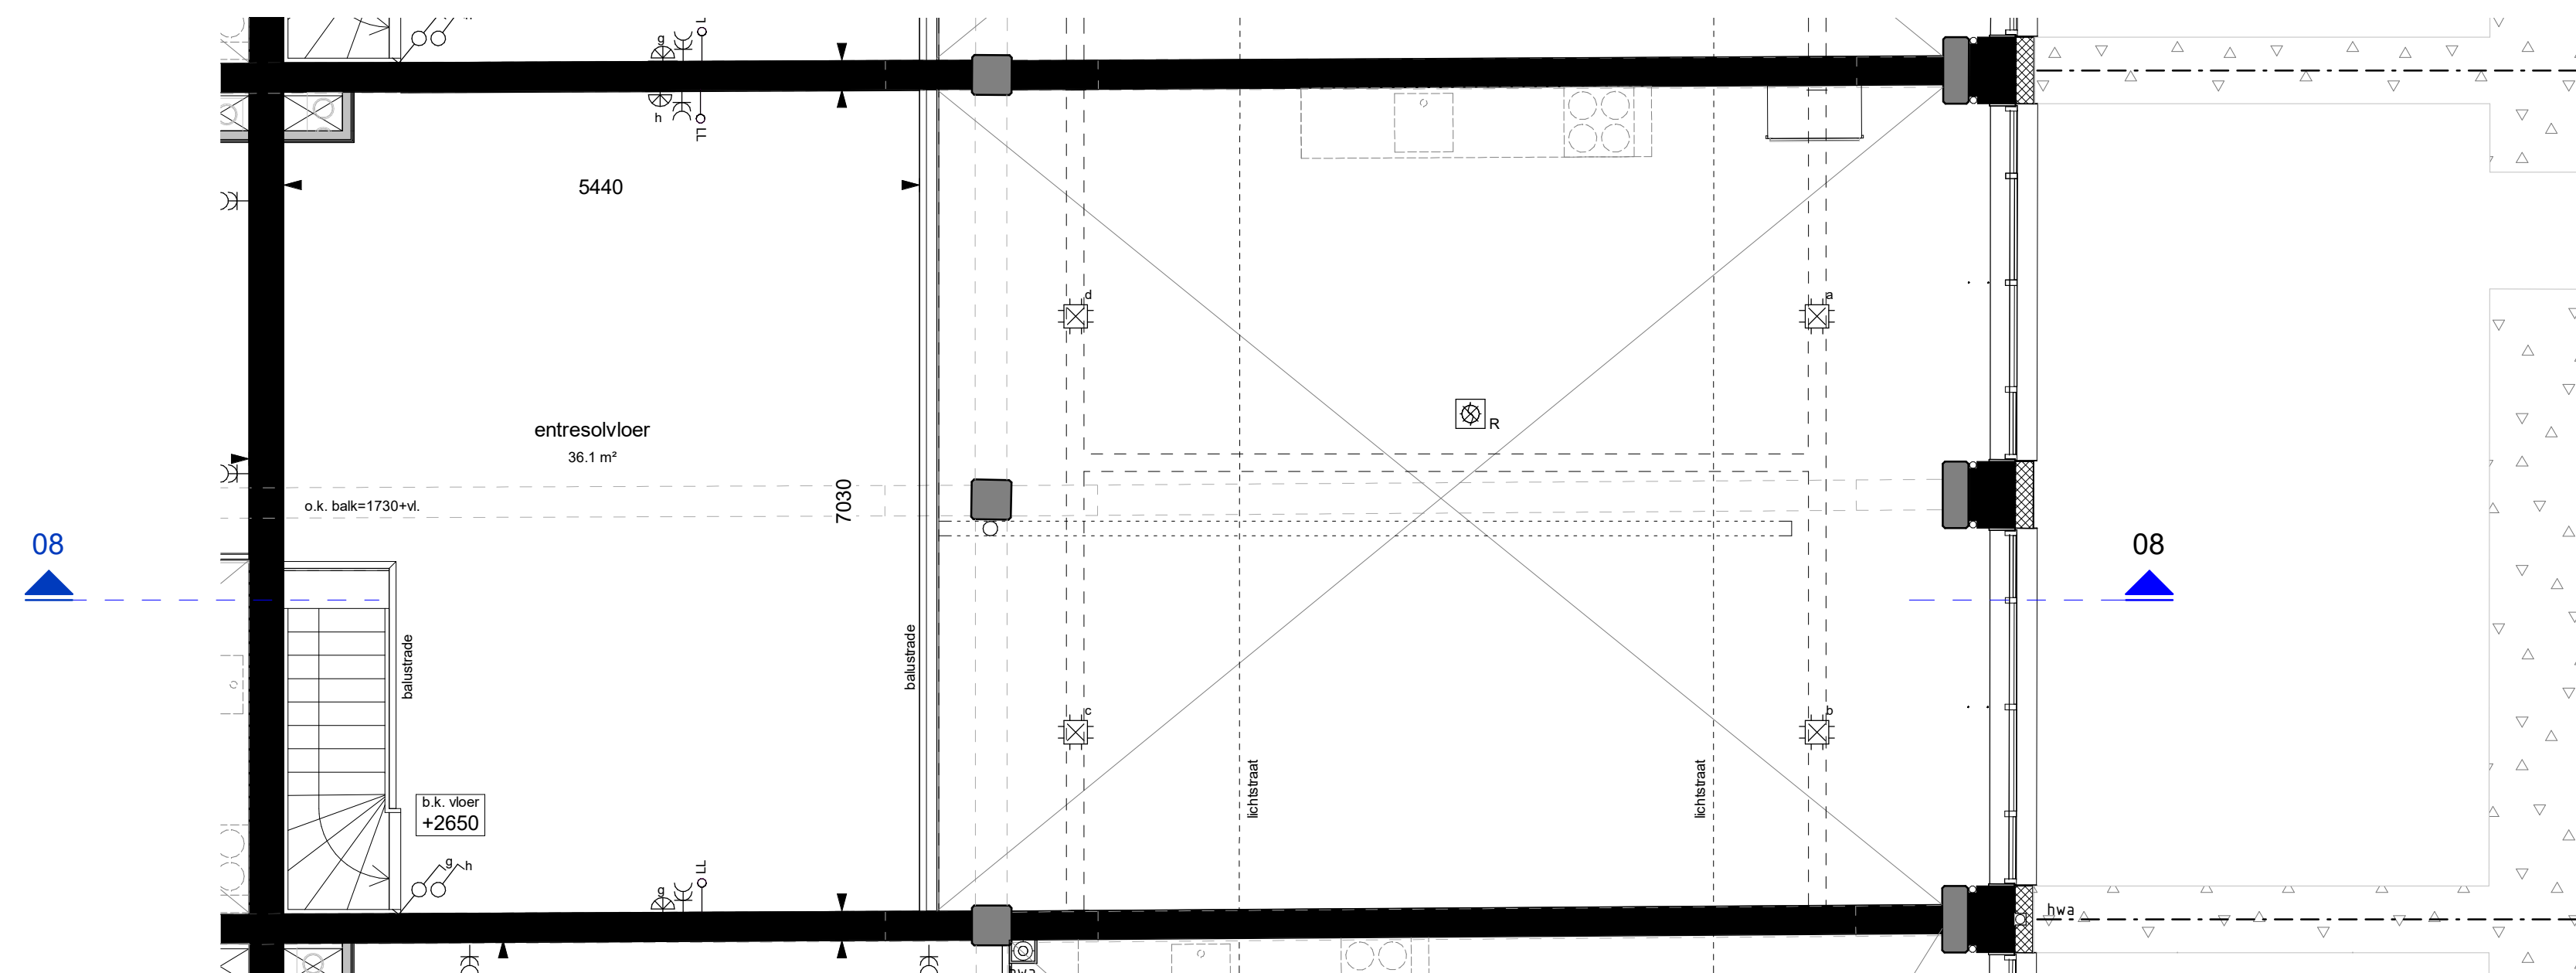 g
h
LL
5440
d
a
entresolvloer
36.1 m²
R
7030
o.k. balk=1730+vl.
08
08
balustrade
balustrade
c
b
lichtstraat
lichtstraat
b.k. vloer
+2650
g
h
g
LL
hwa
hwa